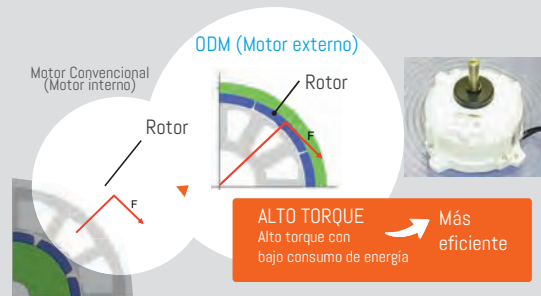 ODM (Motor externo)
Motor Convencional
(Motor interno)
Rotor
Rotor
F
F
ALTO TORQUE
Alto torque con
bajo consumo de energía
Más
eficiente